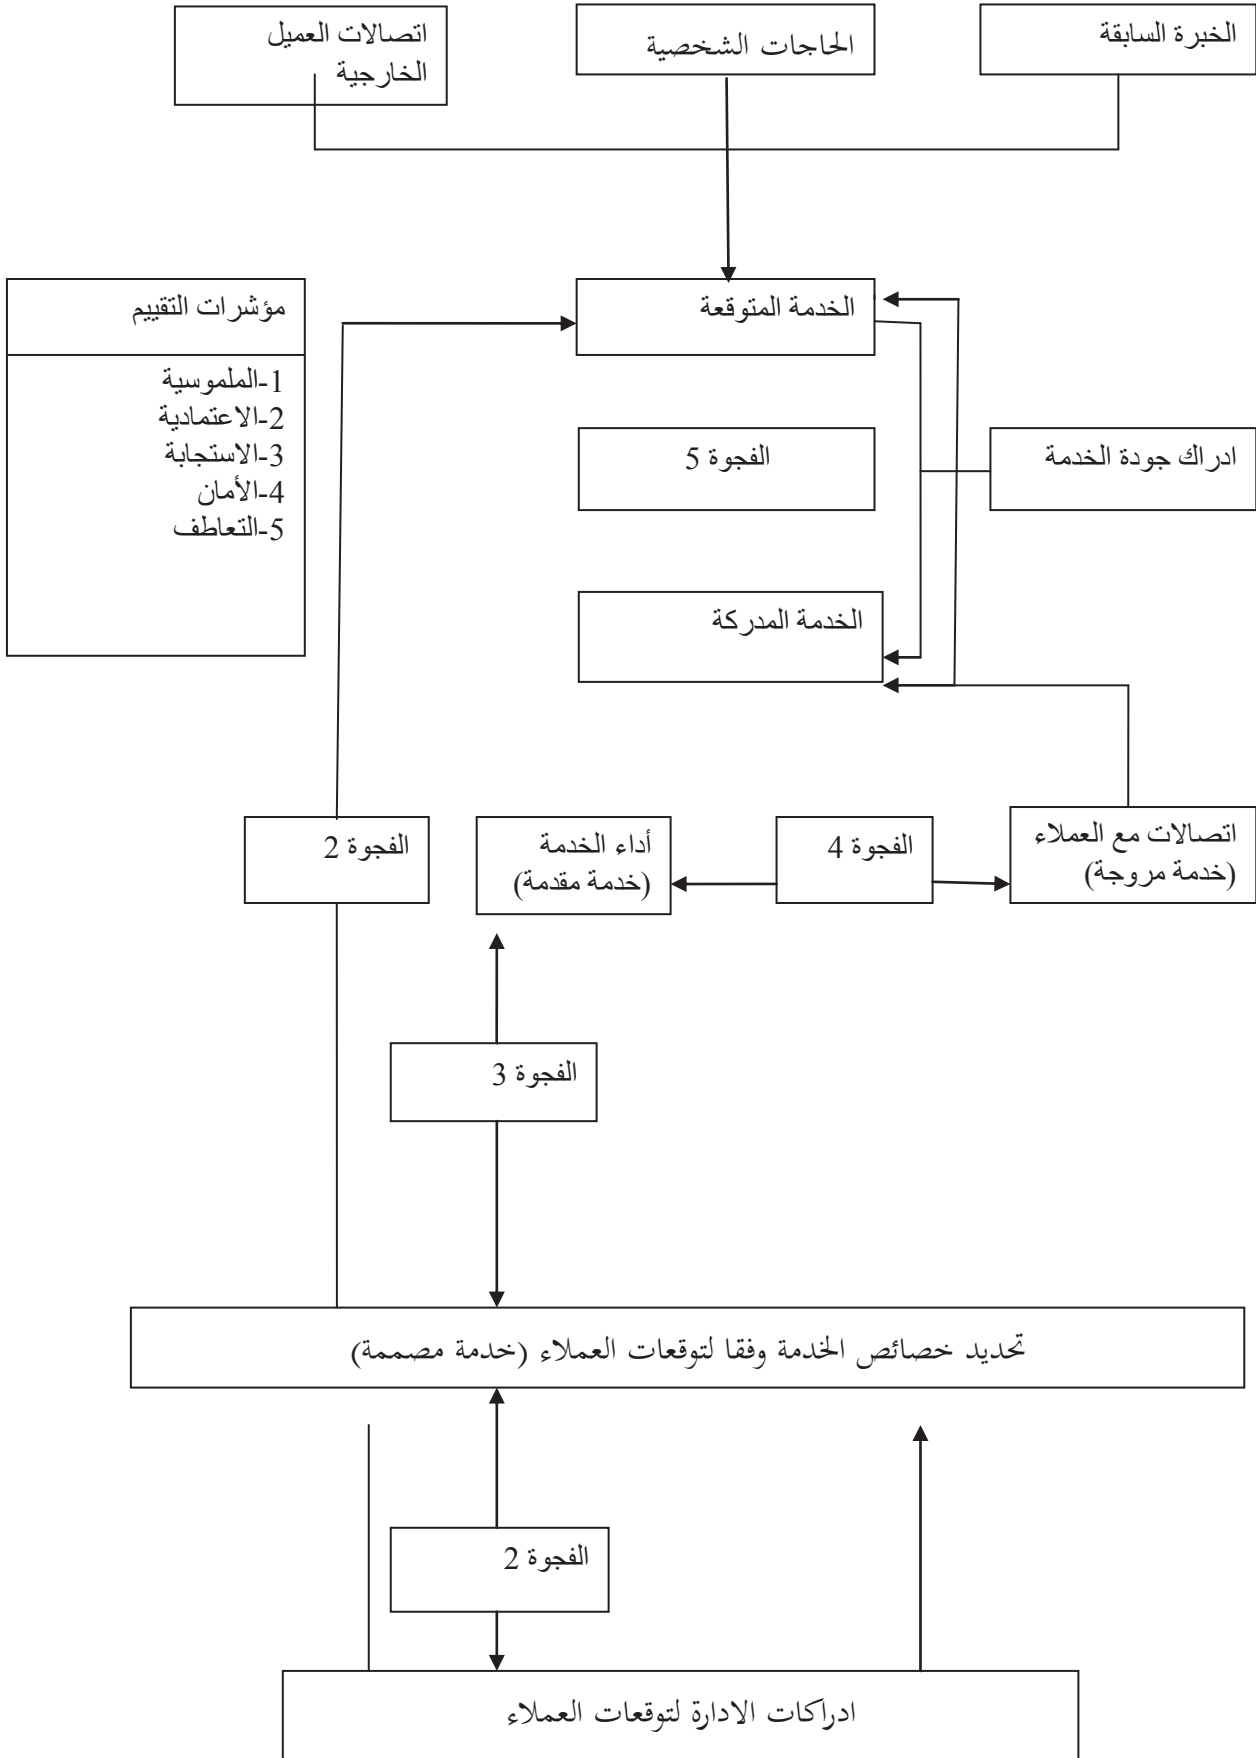 الخبرة السابقة
الحاجات الشخصية
اتصالات العميل
الخارجية
الخدمة المتوقعة
مؤشرات التقييم
1-الملموسية
2-الاعتمادية
3-الاستجابة
4-الأمان
5-التعاطف
ادراك جودة الخدمة
الفجوة 5
الخدمة المدركة
اتصالات مع العملاء
(خدمة مروجة)
الفجوة 4
أداء الخدمة
(خدمة مقدمة)
الفجوة 2
الفجوة 3
تحديد خصائص الخدمة وفقا لتوقعات العملاء (خدمة مصممة)
الفجوة 2
ادراكات الادارة لتوقعات العملاء